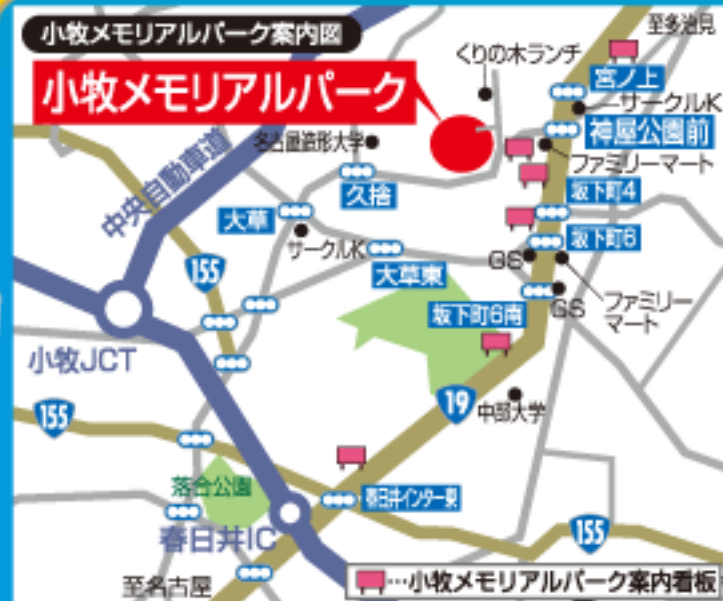 小牧メモリアルパーク案内図
小牧メモリアルパーク
至多治見
くりの木ランチ
宮ノ上
サークルK
神屋公園前
名古屋造形大学
ファミリーマート
中央自動車道
久捨
坂下町4
大草
サークルK
坂下町6
大草東
GS
155
ファミリー
マート
GS
坂下町6南
小牧JCT
19
中部大学
155
落合公園
春日井インター東
春日井IC
155
至名古屋
…小牧メモリアルパーク案内看板